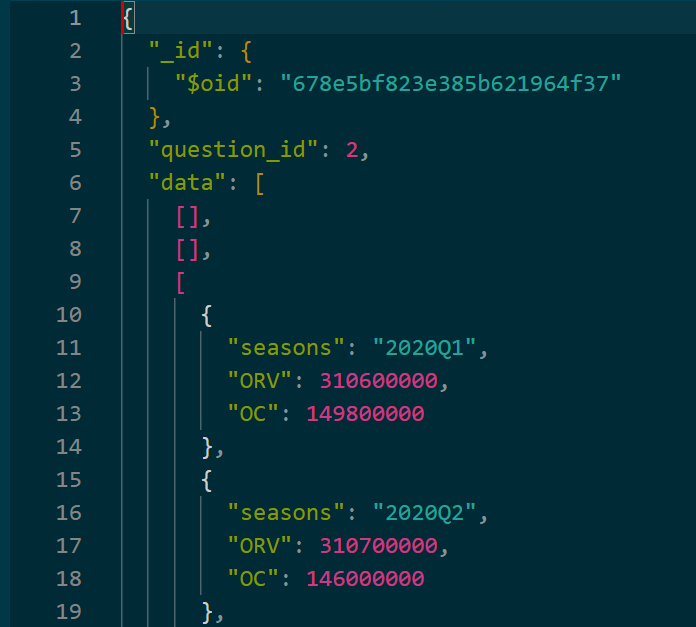 1 {
2 "_id": {
3 "$oid": "678e5bf823e385b621964f37"
4 },
5 "question_id": 2,
6 "data": [
7 [],
8 [],
9 [
10 {
11 "seasons": "2020Q1",
12 "ORV": 310600000,
13 "OC": 149800000
14 },
15 {
16 "seasons": "2020Q2",
17 "ORV": 310700000,
18 "OC": 146000000
19 },